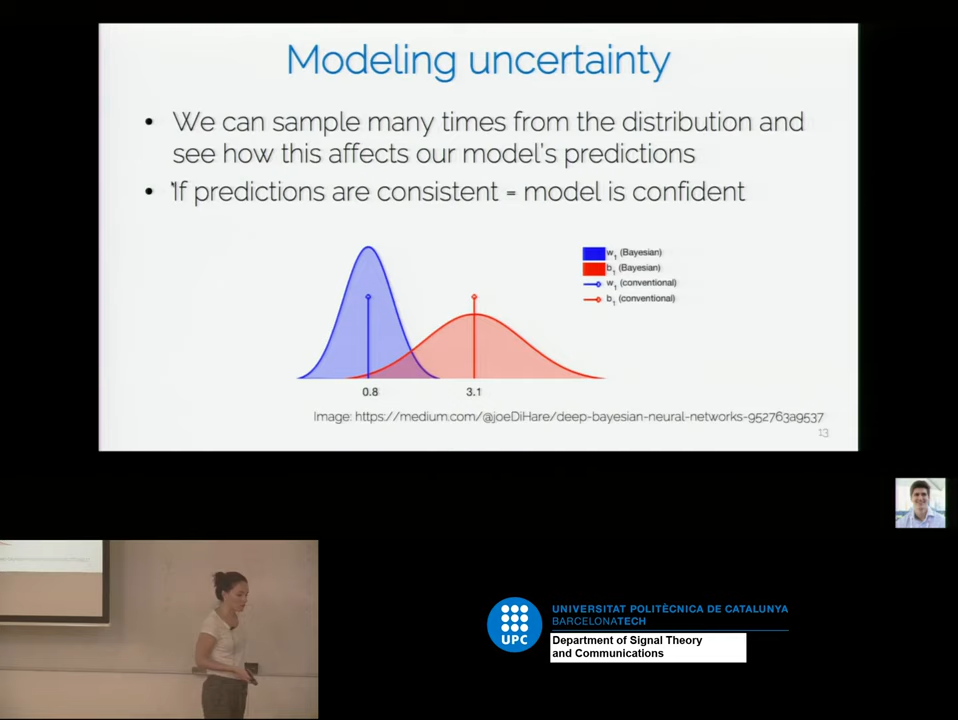 Modeling uncertainty
• We can sample many times from the distribution and
see how this affects our model's predictions
• If predictions are consistent = model is confident
w1 (Bayesian)
b1 (Bayesian)
w1 (conventional)
b1 (conventional)
0.8
3.1
Image: https://medium.com/@joeDiHare/deep-bayesian-neural-networks-952763a9537
13
UPC
UNIVERSITAT POLITÈCNICA DE CATALUNYA
BARCELONATECH
Department of Signal Theory
and Communications